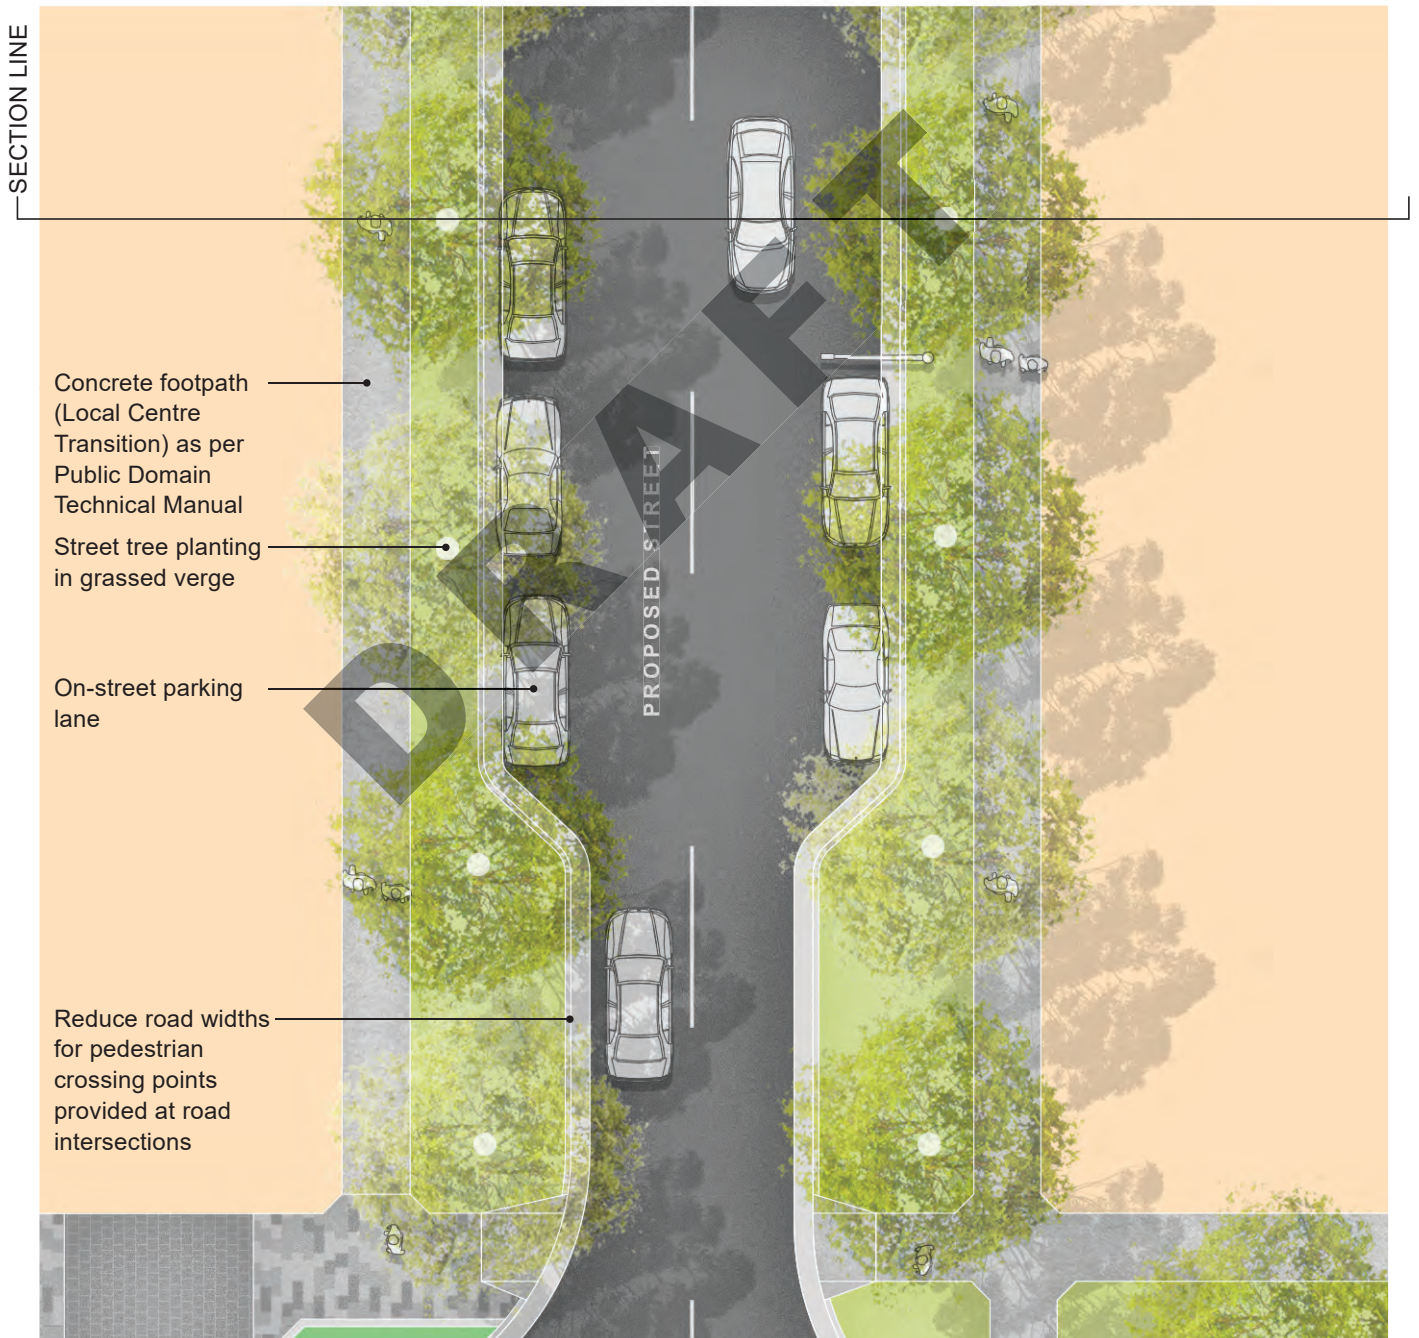 SECTION LINE
Concrete footpath
(Local Centre
Transition) as per
Public Domain
Technical Manual
Street tree planting
in grassed verge
On-street parking
lane
Reduce road widths
for pedestrian
crossing points
provided at road
intersections
PROPOSED STREET
DRAFT